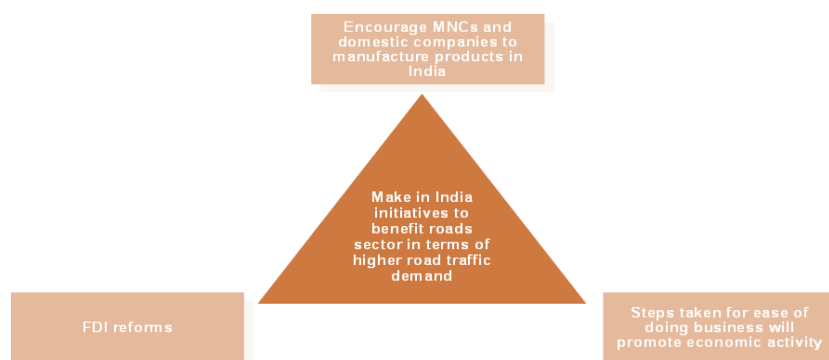 Encourage MNCs and
domestic companies to
manufacture products in
India
Make in India
initiatives to
benefit roads
sector in terms of
higher road traffic
demand
FDI reforms
Steps taken for ease of
doing business will
promote economic activity